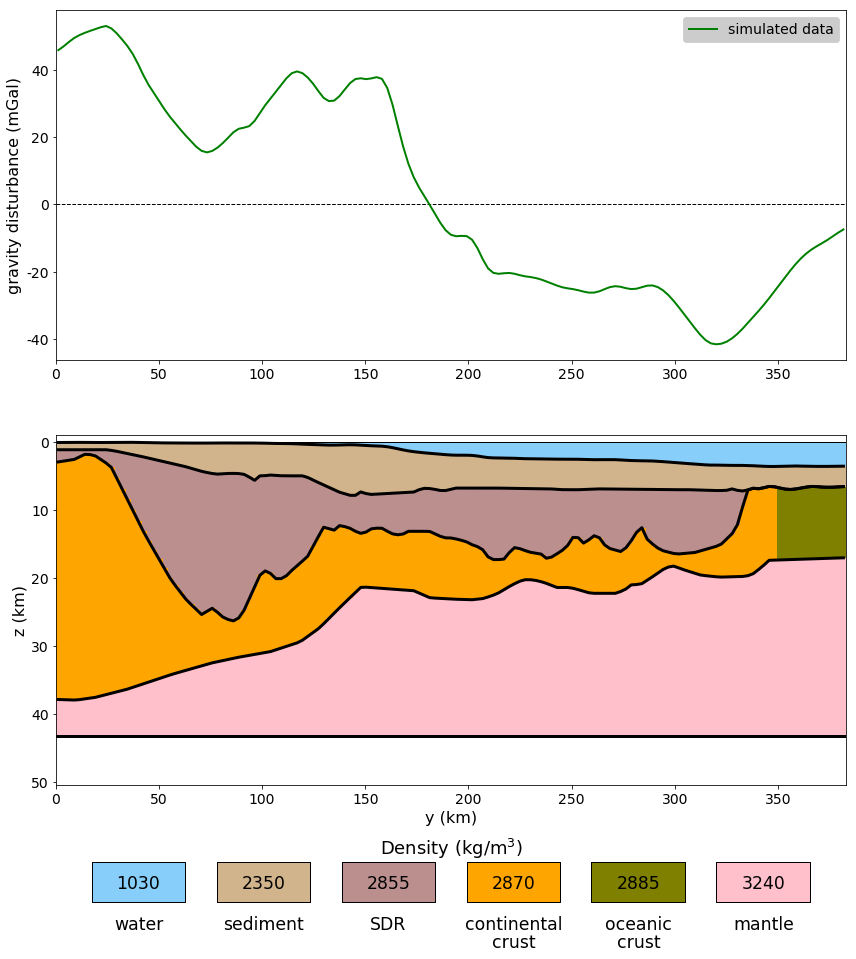 simulated data
gravity disturbance (mGal)
40
20
0
-20
-40
0 50 100 150 200 250 300 350
z (km)
0
10
20
30
40
50
0 50 100 150 200 250 300 350
y (km)
Density (kg/m³)
1030 2350 2855 2870 2885 3240
water sediment SDR continental oceanic mantle
crust crust